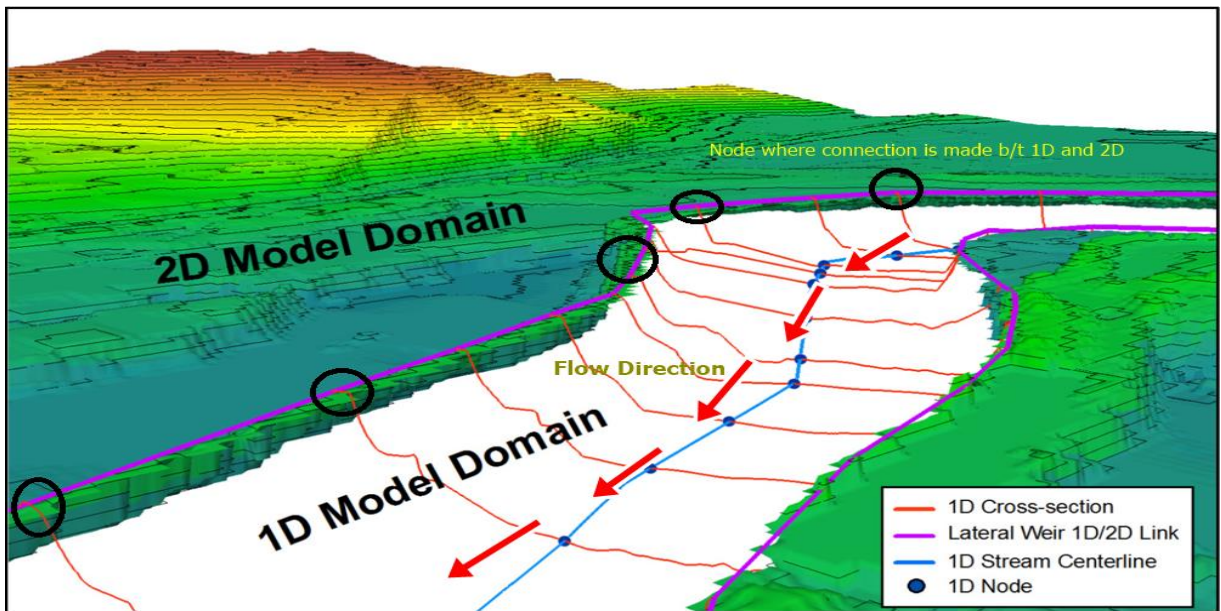 Node where connection is made b/t 1D and 2D
2D Model Domain
Flow Direction
1D Model Domain
1D Cross-section
Lateral Weir 1D/2D Link
1D Stream Centerline
1D Node